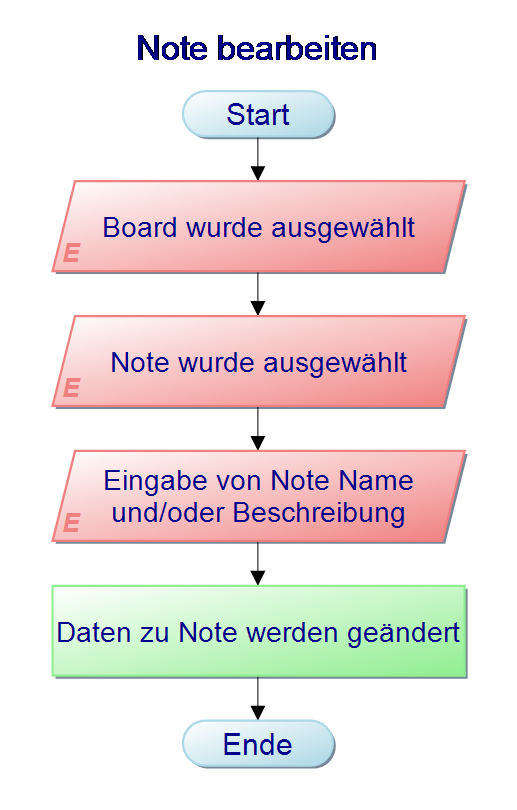 Note bearbeiten
Start
Board wurde ausgewählt
E
Note wurde ausgewählt
E
Eingabe von Note Name
und/oder Beschreibung
E
Daten zu Note werden geändert
Ende